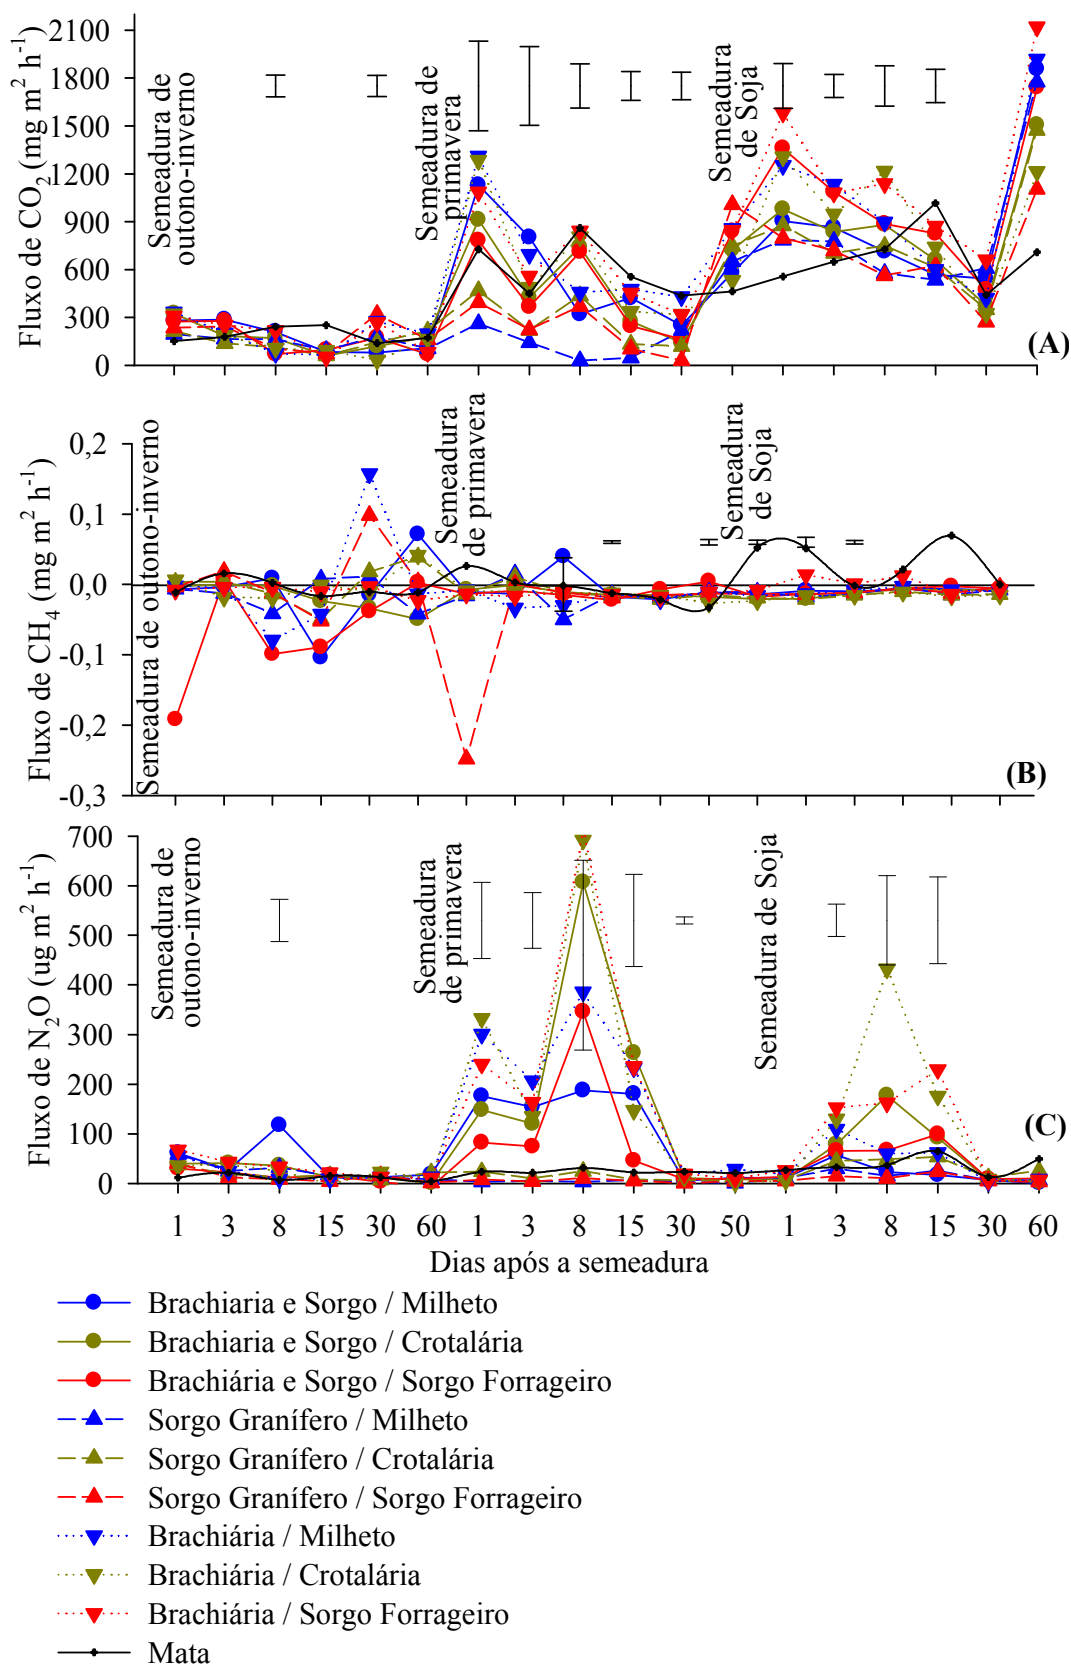 Fluxo de CO2 (mg m2 h-1)
2100
1800
1500
1200
900
600
300
0
Semeadura de
outono-inverno
Semeadura de
primavera
Semeadura
de Soja
(A)
Fluxo de CH4 (mg m2 h-1)
0,2
0,1
0,0
-0,1
-0,2
-0,3
Semeadura de outono-inverno
Semeadura
de primavera
Semeadura
de Soja
(B)
Fluxo de N2O (ug m2 h-1)
700
600
500
400
300
200
100
0
Semeadura de
outono-inverno
Semeadura
de primavera
Semeadura de Soja
(C)
1 3 8 15 30 60 1 3 8 15 30 50 1 3 8 15 30 60
Dias após a semeadura
Brachiaria e Sorgo / Milheto
Brachiaria e Sorgo / Crotalária
Brachiária e Sorgo / Sorgo Forrageiro
Sorgo Granífero / Milheto
Sorgo Granífero / Crotalária
Sorgo Granífero / Sorgo Forrageiro
Brachiária / Milheto
Brachiária / Crotalária
Brachiária / Sorgo Forrageiro
Mata